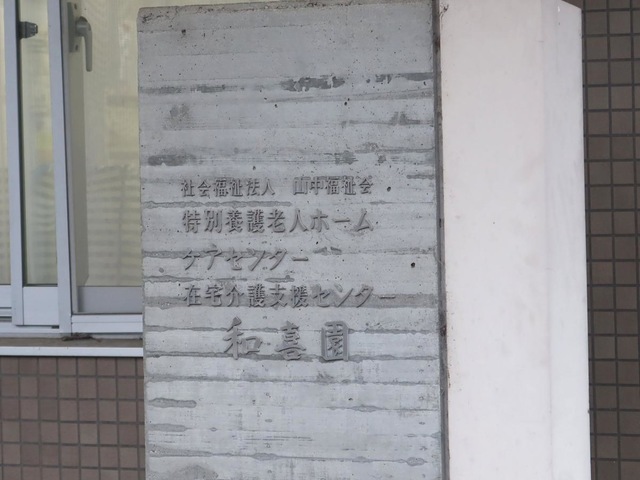 社会福祉法人 山中福祉会
特別養護老人ホーム
ケアセンター
在宅介護支援センター
和喜園